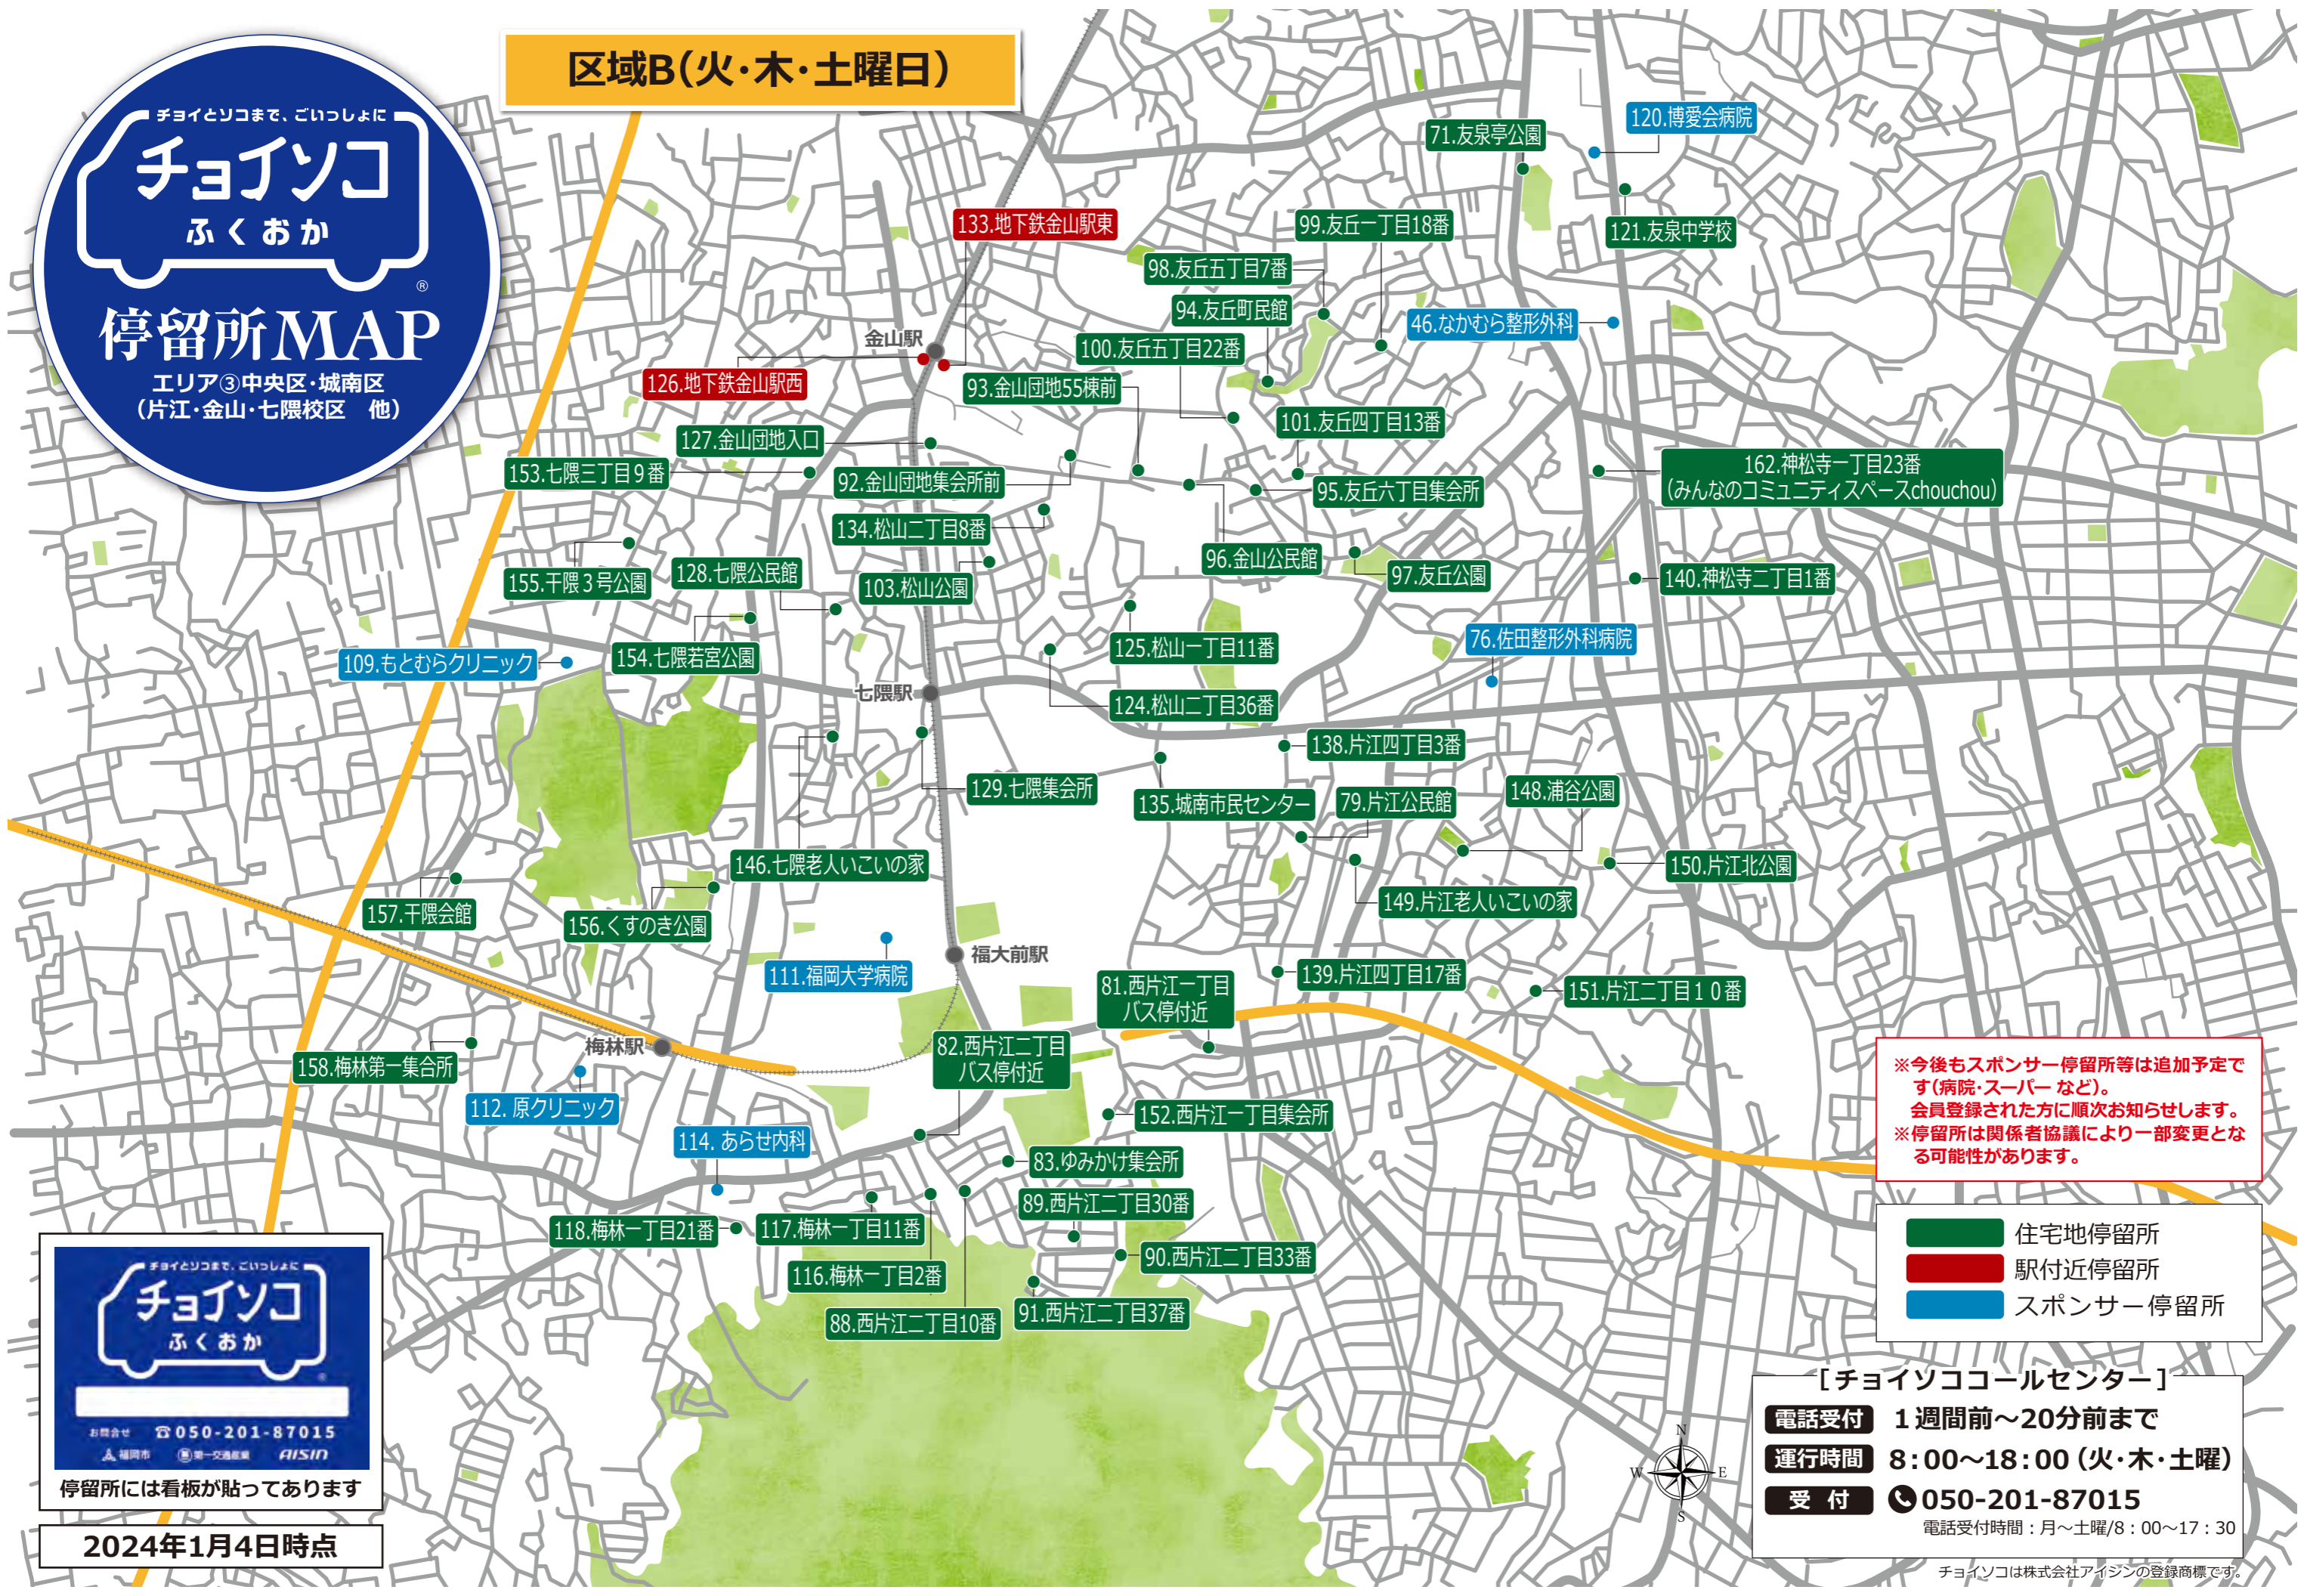 区域B（火・木・土曜日）
チョイとソコまで、ごいっしょに
チョイソコ
ふくおか
®
停留所MAP
エリア③中央区・城南区
（片江・金山・七隈校区　他）
120.博愛会病院
71.友泉亭公園
121.友泉中学校
133.地下鉄金山駅東
99.友丘一丁目18番
98.友丘五丁目7番
94.友丘町民館
46.なかむら整形外科
金山駅
100.友丘五丁目22番
126.地下鉄金山駅西
93.金山団地55棟前
101.友丘四丁目13番
127.金山団地入口
153.七隈三丁目９番
92.金山団地集会所前
95.友丘六丁目集会所
162.神松寺一丁目23番
（みんなのコミュニティスペースchouchou）
134.松山二丁目8番
96.金山公民館
155.干隈３号公園
128.七隈公民館
103.松山公園
97.友丘公園
140.神松寺二丁目1番
109.もとむらクリニック
154.七隈若宮公園
125.松山一丁目11番
76.佐田整形外科病院
七隈駅
124.松山二丁目36番
138.片江四丁目3番
129.七隈集会所
135.城南市民センター
79.片江公民館
148.浦谷公園
146.七隈老人いこいの家
150.片江北公園
157.干隈会館
156.くすのき公園
149.片江老人いこいの家
福大前駅
111.福岡大学病院
81.西片江一丁目
バス停付近
139.片江四丁目17番
151.片江二丁目１０番
梅林駅
158.梅林第一集合所
82.西片江二丁目
バス停付近
112. 原クリニック
114. あらせ内科
152.西片江一丁目集会所
83.ゆみかけ集会所
89.西片江二丁目30番
118.梅林一丁目21番
117.梅林一丁目11番
90.西片江二丁目33番
116.梅林一丁目2番
88.西片江二丁目10番
91.西片江二丁目37番
※今後もスポンサー停留所等は追加予定で
す（病院・スーパー など）。
会員登録された方に順次お知らせします。
※停留所は関係者協議により一部変更とな
る可能性があります。
住宅地停留所
駅付近停留所
スポンサー停留所
チョイとソコまで、ごいっしょに
チョイソコ
ふくおか
®
お問合せ ☎050-201-87015
福岡市 第一交通産業 AISIN
停留所には看板が貼ってあります
2024年1月4日時点
N
W E
S
［チョイソココールセンター］
電話受付 １週間前〜20分前まで
運行時間 8：00〜18：00（火・木・土曜）
受　付 050-201-87015
電話受付時間：月〜土曜/8：00〜17：30
チョイソコは株式会社アイシンの登録商標です。